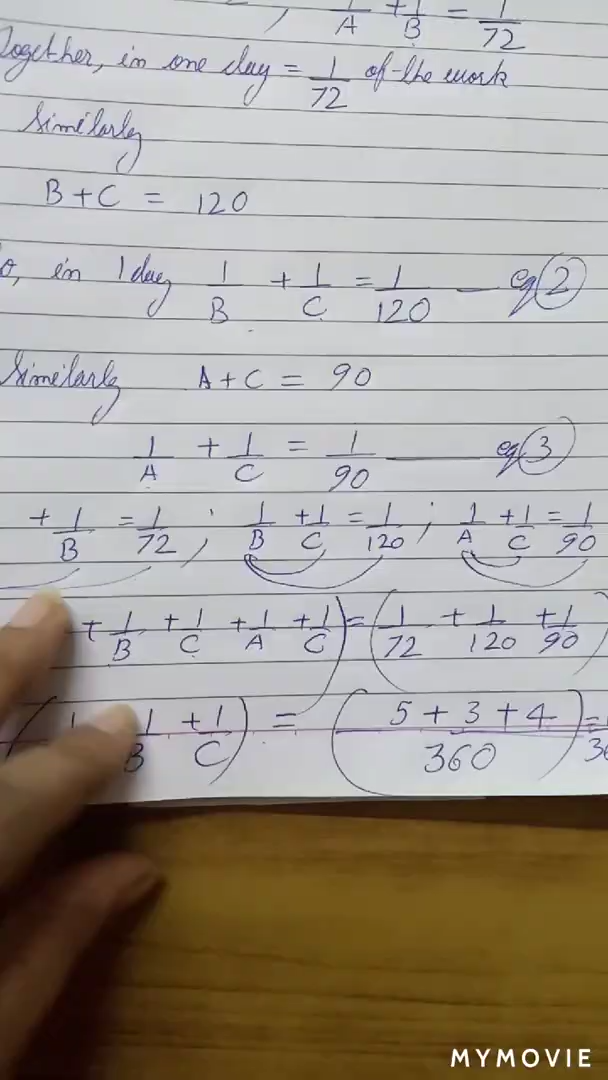 , 1/A + 1/B = 1/72
Together, in one day = 1/72 of the work
Similarly
B + C = 120
in 1 day 1/B + 1/C = 1/120 — eq 2
Similarly A + C = 90
1/A + 1/C = 1/90 — eq 3
+ 1/B = 1/72 ; 1/B + 1/C = 1/120 ; 1/A + 1/C = 1/90
+ 1/B + 1/C + 1/A + 1/C) = (1/72 + 1/120 + 1/90
( 1/B + 1/C) = (5 + 3 + 4 / 360) =
MYMOVIE